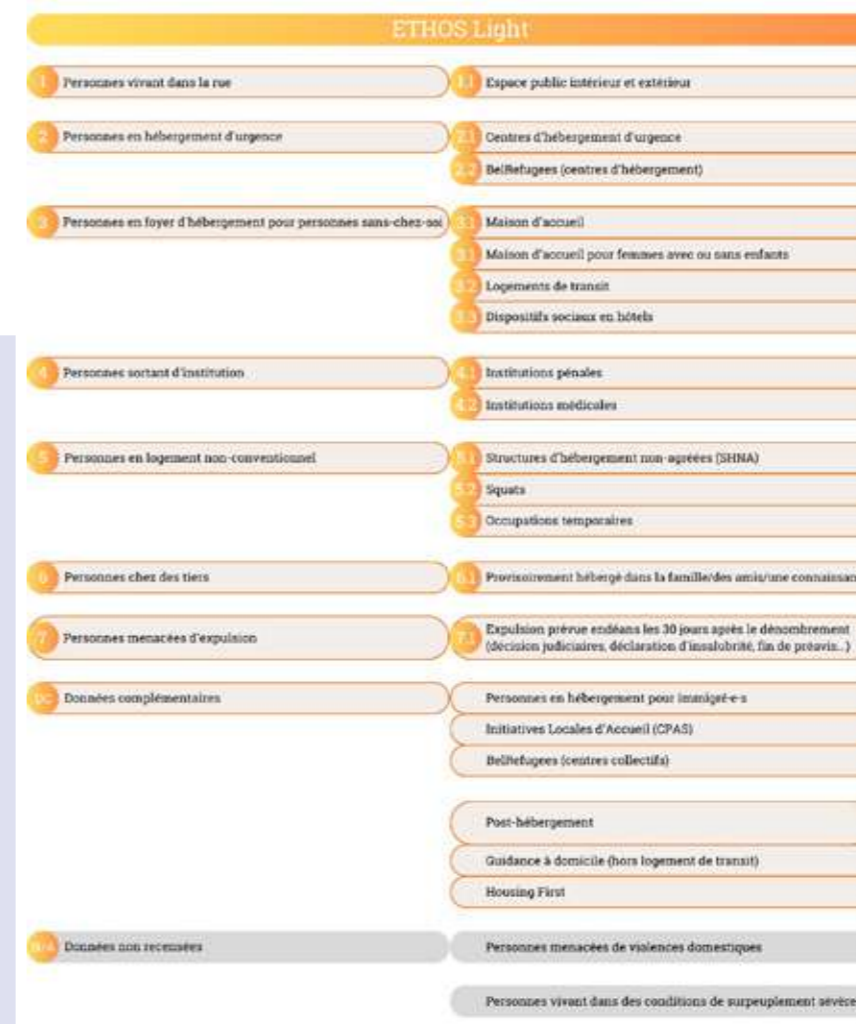 ETHOS Light
1 Personnes vivant dans la rue
1.1 Espace public intérieur et extérieur
2 Personnes en hébergement d'urgence
2.1 Centres d'hébergement d'urgence
2.2 BelRefugees (centres d'hébergement)
3 Personnes en foyer d'hébergement pour personnes sans-chez-soi
3.1 Maison d'accueil
3.1 Maison d'accueil pour femmes avec ou sans enfants
3.2 Logements de transit
3.3 Dispositifs sociaux en hôtels
4 Personnes sortant d'institution
4.1 Institutions pénales
4.2 Institutions médicales
5 Personnes en logement non-conventionnel
5.1 Structures d'hébergement non-agréées (SHNA)
5.2 Squats
5.3 Occupations temporaires
6 Personnes chez des tiers
6.1 Provisoirement hébergé dans la famille/des amis/une connaissan
7 Personnes menacées d'expulsion
7.1 Expulsion prévue endéans les 30 jours après le dénombrement
(décision judiciaires, déclaration d'insalubrité, fin de préavis...)
DC Données complémentaires
Personnes en hébergement pour immigré·e·s
Initiatives Locales d'Accueil (CPAS)
BelRefugees (centres collectifs)
Post-hébergement
Guidance à domicile (hors logement de transit)
Housing First
N/A Données non recensées
Personnes menacées de violences domestiques
Personnes vivant dans des conditions de surpeuplement sévère